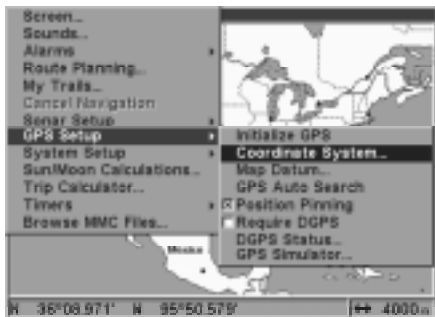 Screen...
Sounds...
Alarms
Route Planning...
My Trails...
Cancel Navigation
Sonar Setup
GPS Setup
System Setup
Sun/Moon Calculations...
Trip Calculator...
Timers
Browse MMC Files...
Initialize GPS
Coordinate System...
Map Datum...
GPS Auto Search
Position Pinning
Require DGPS
DGPS Status...
GPS Simulator...
Mexico
N 36°08.971' W 95°50.579' ↔ 4000